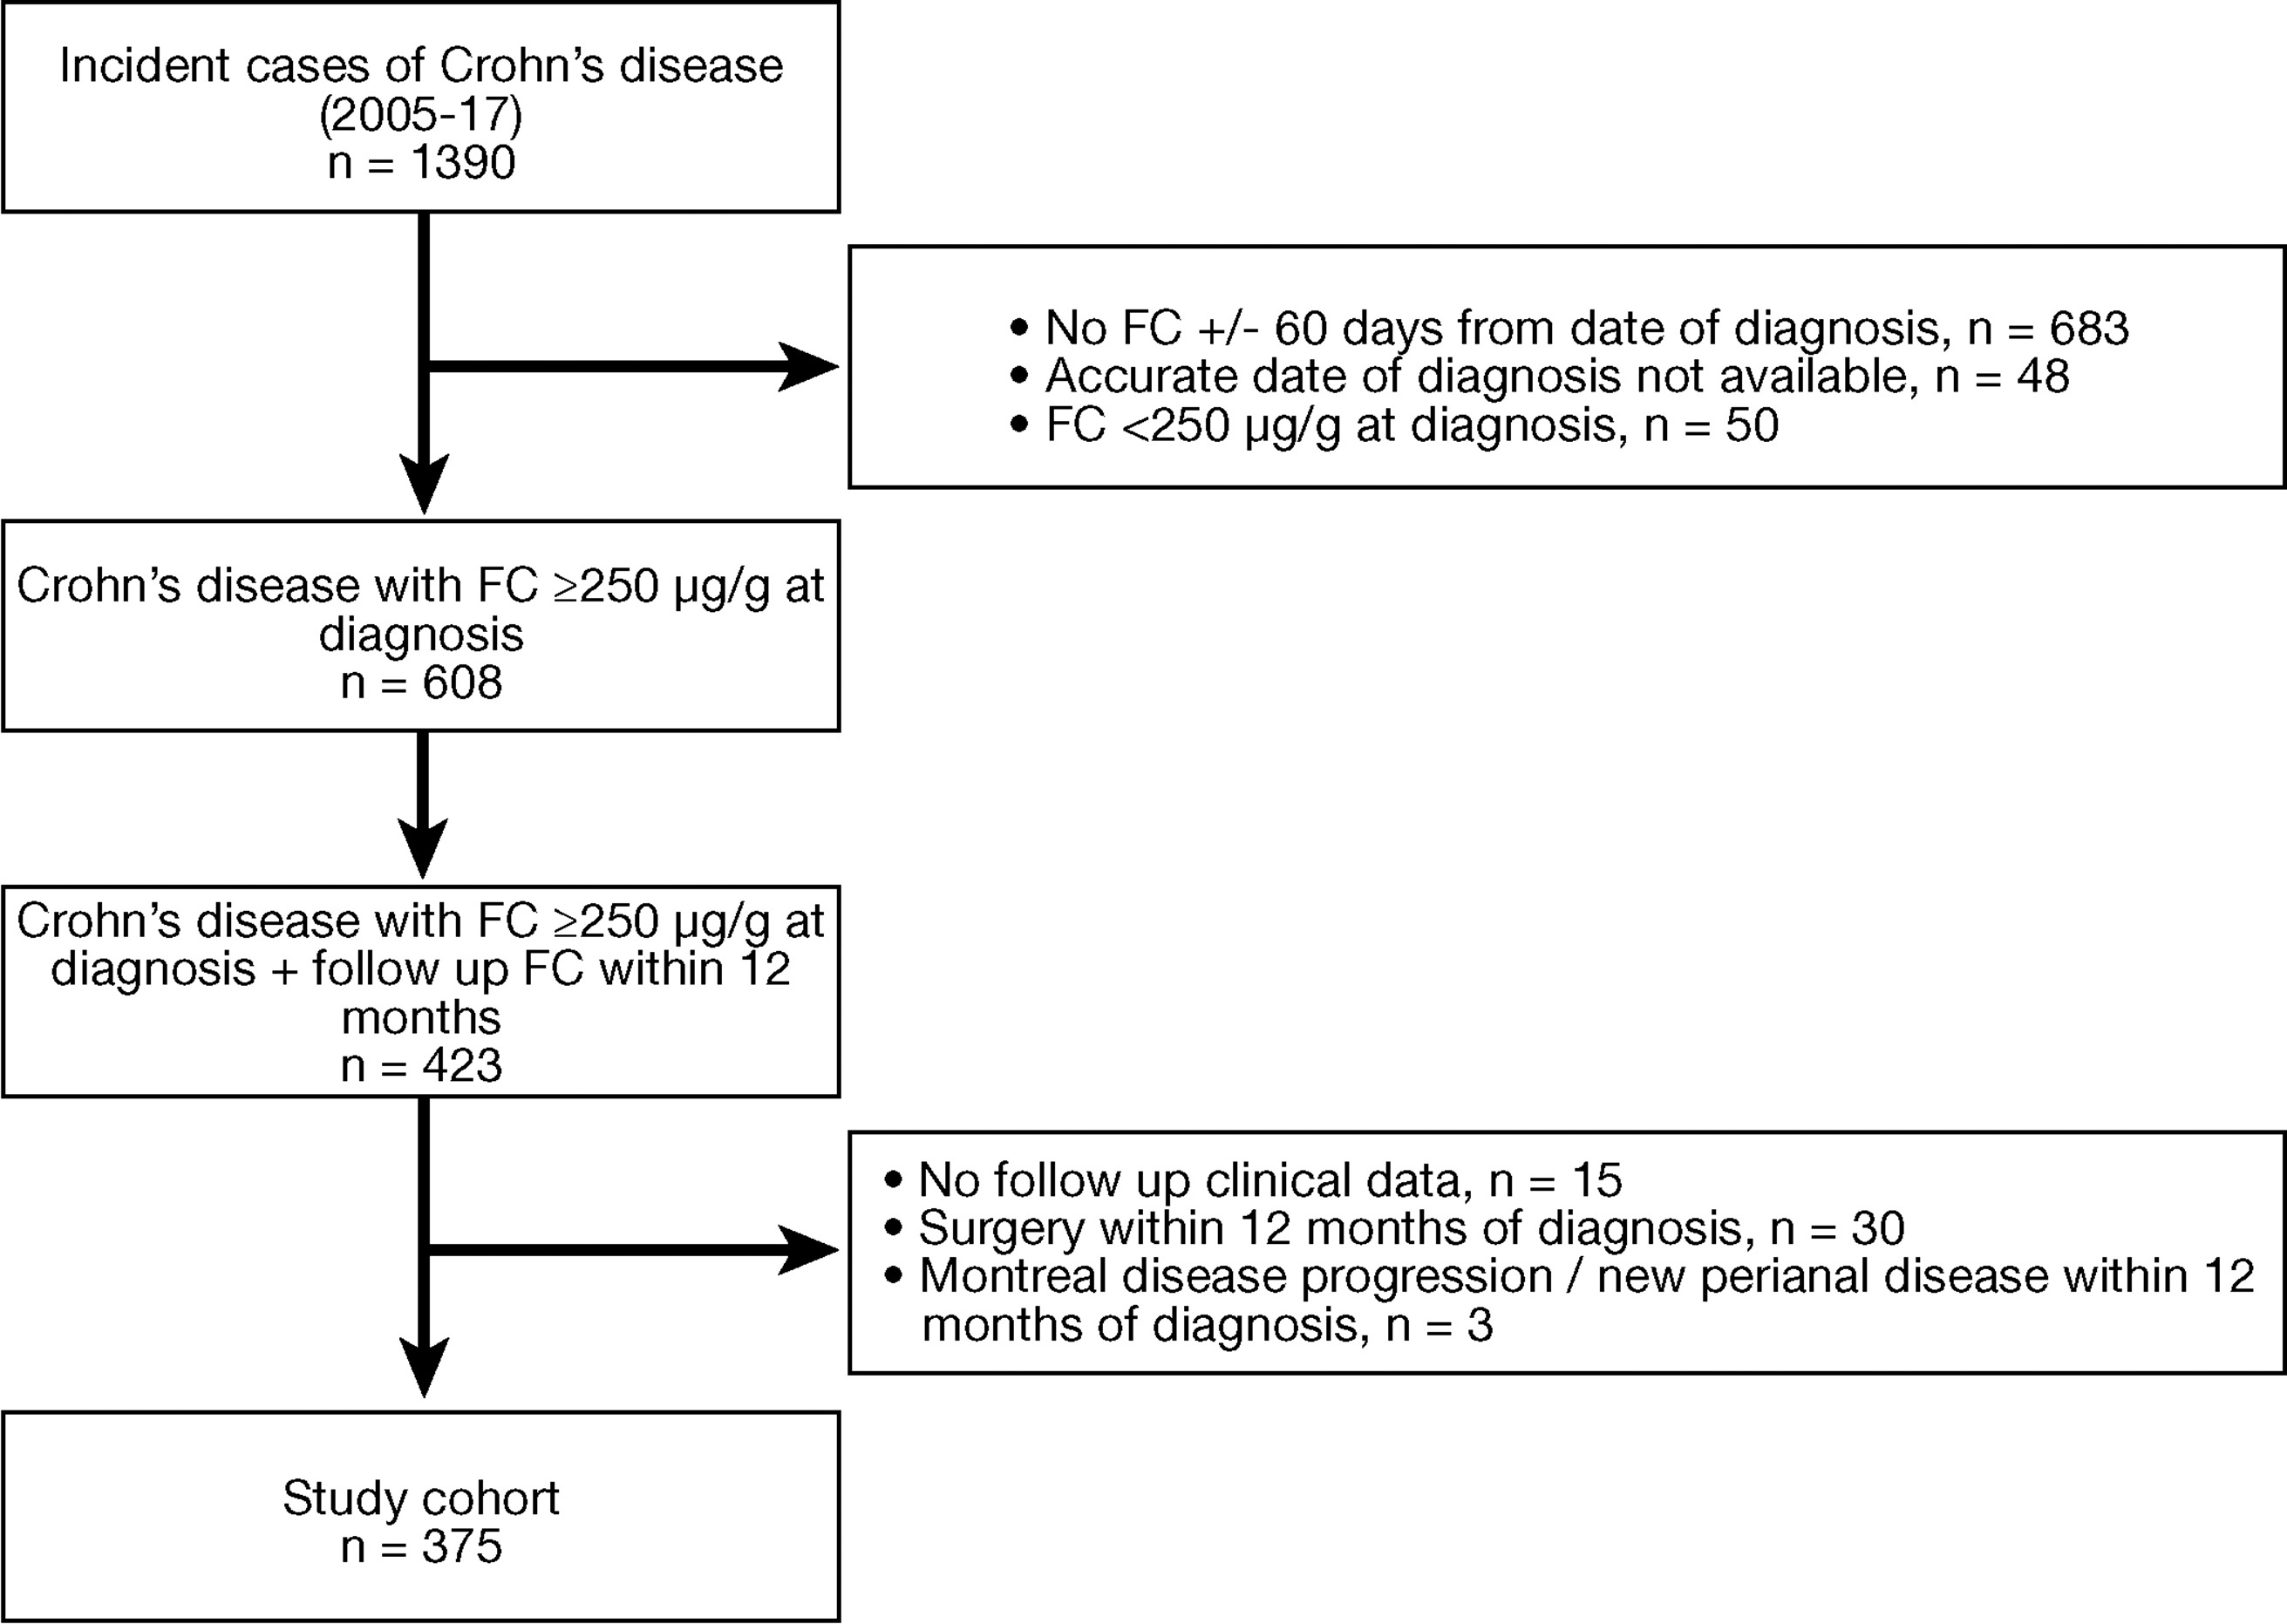 Incident cases of Crohn’s disease
(2005-17)
n = 1390
• No FC +/- 60 days from date of diagnosis, n = 683
• Accurate date of diagnosis not available, n = 48
• FC <250 µg/g at diagnosis, n = 50
Crohn’s disease with FC ≥250 µg/g at
diagnosis
n = 608
Crohn’s disease with FC ≥250 µg/g at
diagnosis + follow up FC within 12
months
n = 423
• No follow up clinical data, n = 15
• Surgery within 12 months of diagnosis, n = 30
• Montreal disease progression / new perianal disease within 12
months of diagnosis, n = 3
Study cohort
n = 375